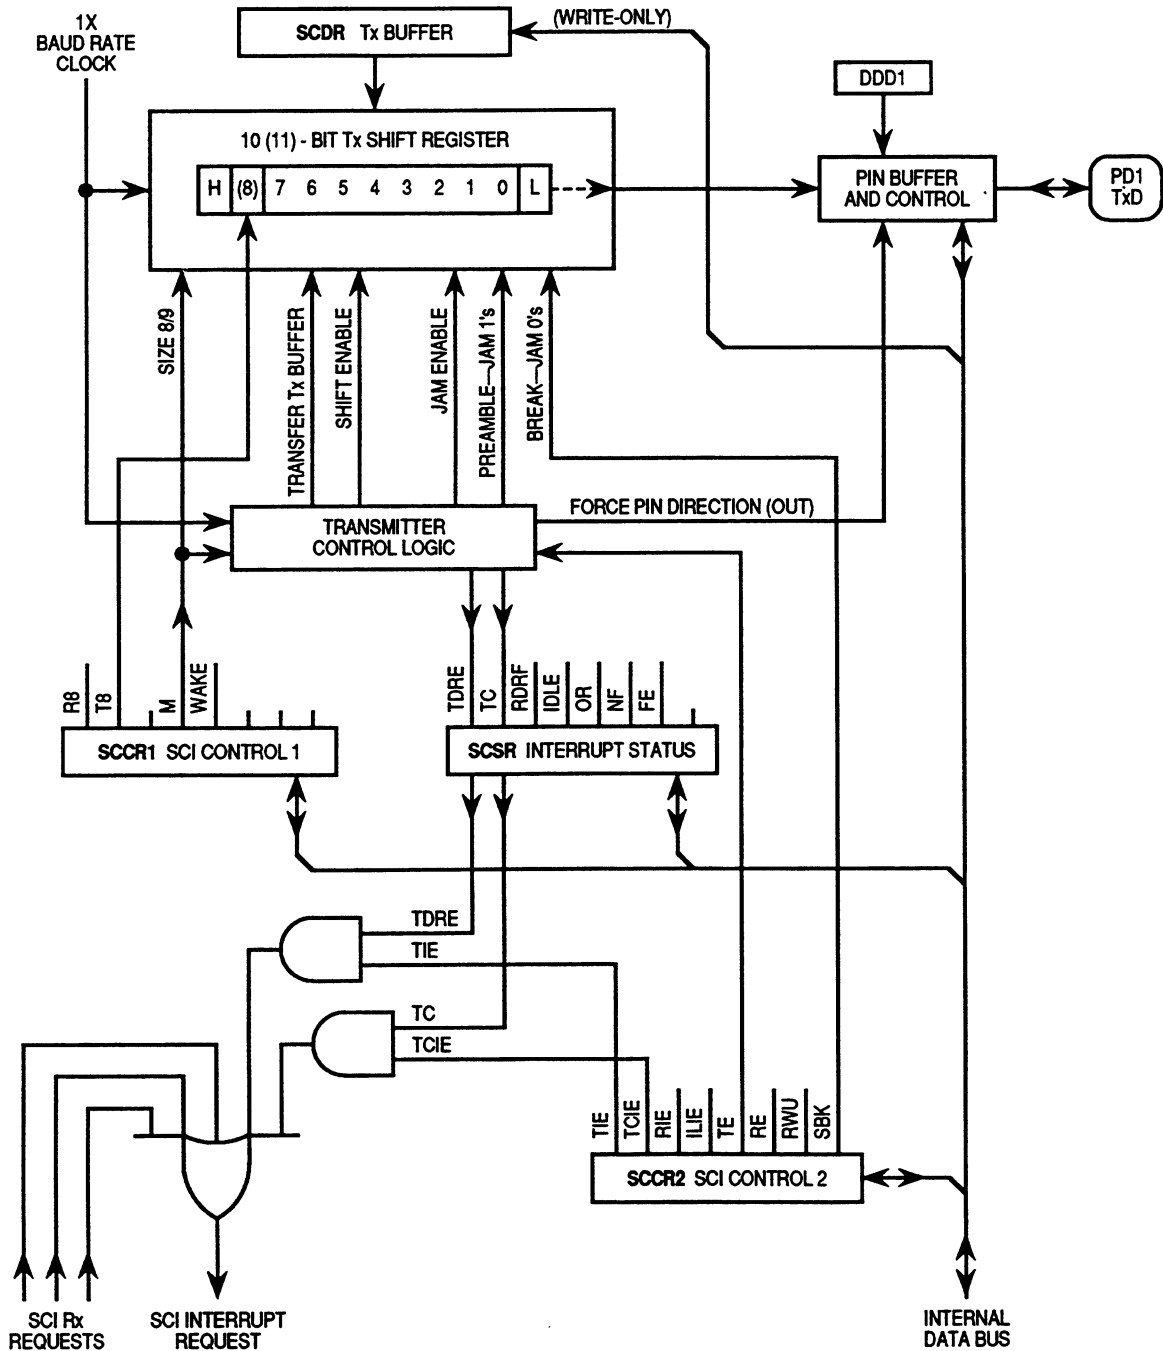 1X
BAUD RATE
CLOCK
SCDR Tx BUFFER
(WRITE-ONLY)
DDD1
10 (11) - BIT Tx SHIFT REGISTER
H (8) 7 6 5 4 3 2 1 0 L
PIN BUFFER
AND CONTROL
PD1
TxD
SIZE 8/9
TRANSFER Tx BUFFER
SHIFT ENABLE
JAM ENABLE
PREAMBLE—JAM 1's
BREAK—JAM 0's
FORCE PIN DIRECTION (OUT)
TRANSMITTER
CONTROL LOGIC
R8
T8
M
WAKE
SCCR1 SCI CONTROL 1
TDRE
TC
RDRF
IDLE
OR
NF
FE
SCSR INTERRUPT STATUS
TDRE
TIE
TC
TCIE
TIE
TCIE
RIE
ILIE
TE
RE
RWU
SBK
SCCR2 SCI CONTROL 2
SCI Rx
REQUESTS
SCI INTERRUPT
REQUEST
INTERNAL
DATA BUS